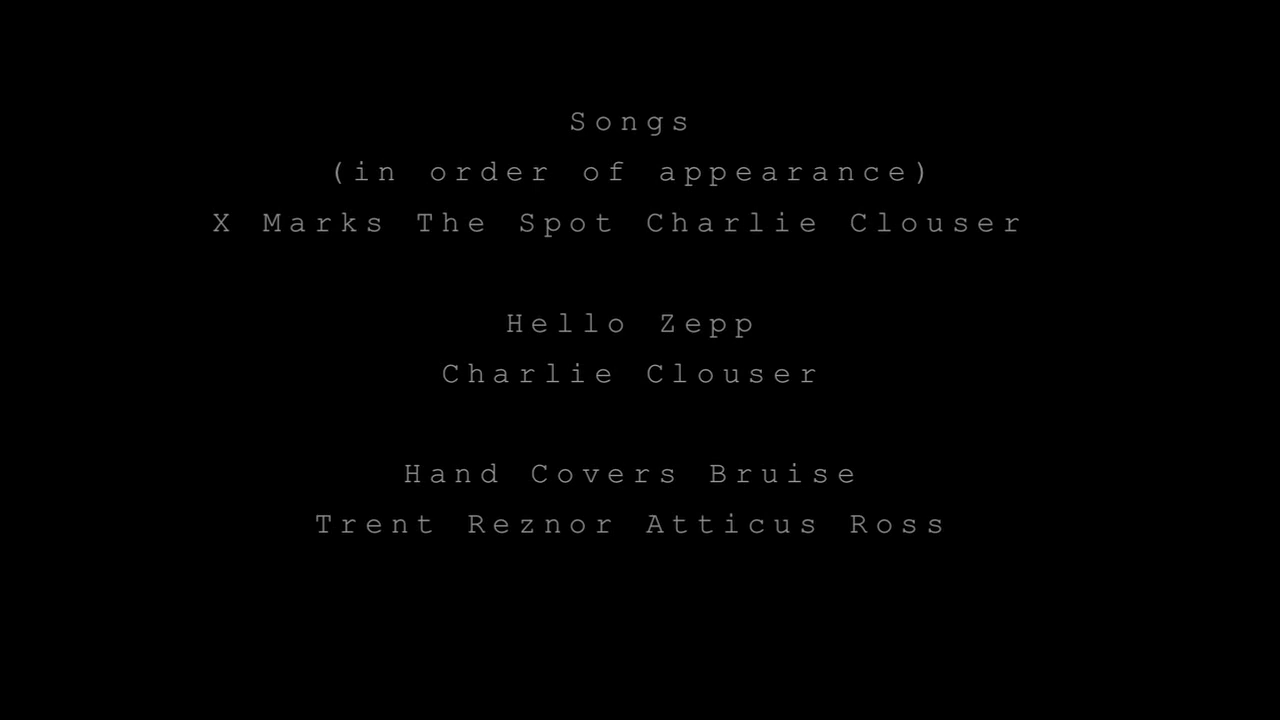 Songs
(in order of appearance)
X Marks The Spot Charlie Clouser
Hello Zepp
Charlie Clouser
Hand Covers Bruise
Trent Reznor Atticus Ross